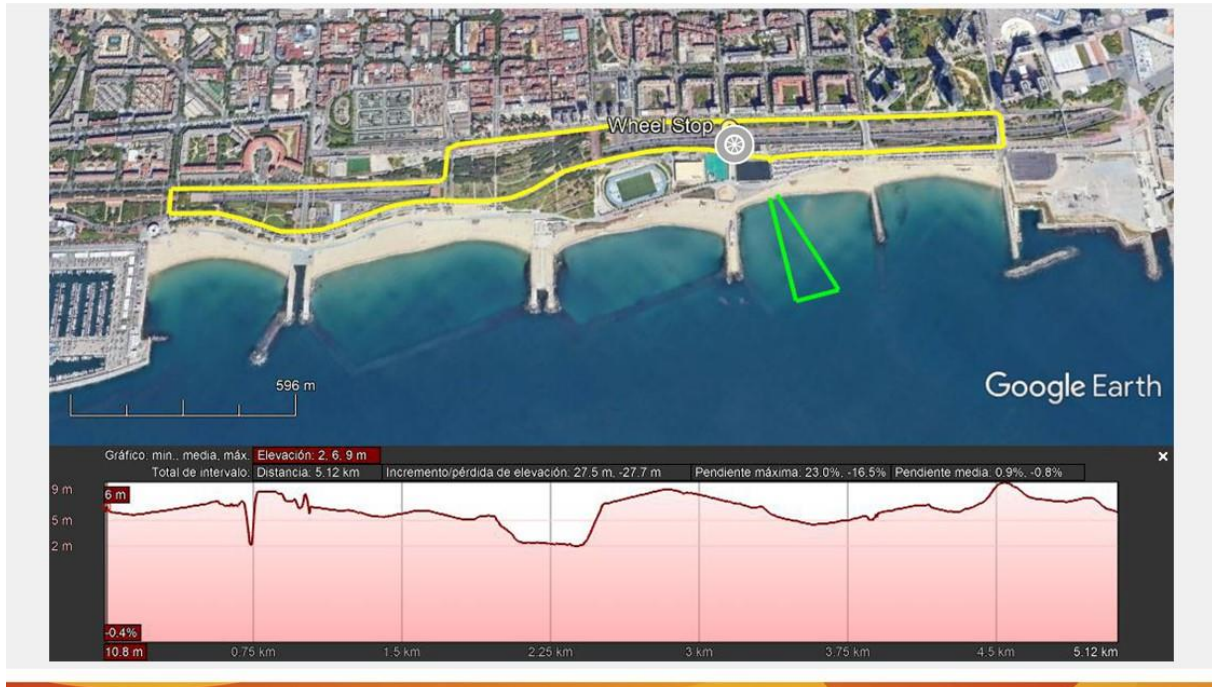 Wheel Stop
596 m
Google Earth
Gráfico: min., media, máx. Elevación: 2, 6, 9 m
Total de intervalo: Distancia: 5.12 km Incremento/pérdida de elevación: 27.5 m, -27.7 m Pendiente máxima: 23.0%, -16.5% Pendiente media: 0.9%, -0.8%
9 m
6 m
5 m
2 m
-0.4%
10.8 m 0.75 km 1.5 km 2.25 km 3 km 3.75 km 4.5 km 5.12 km